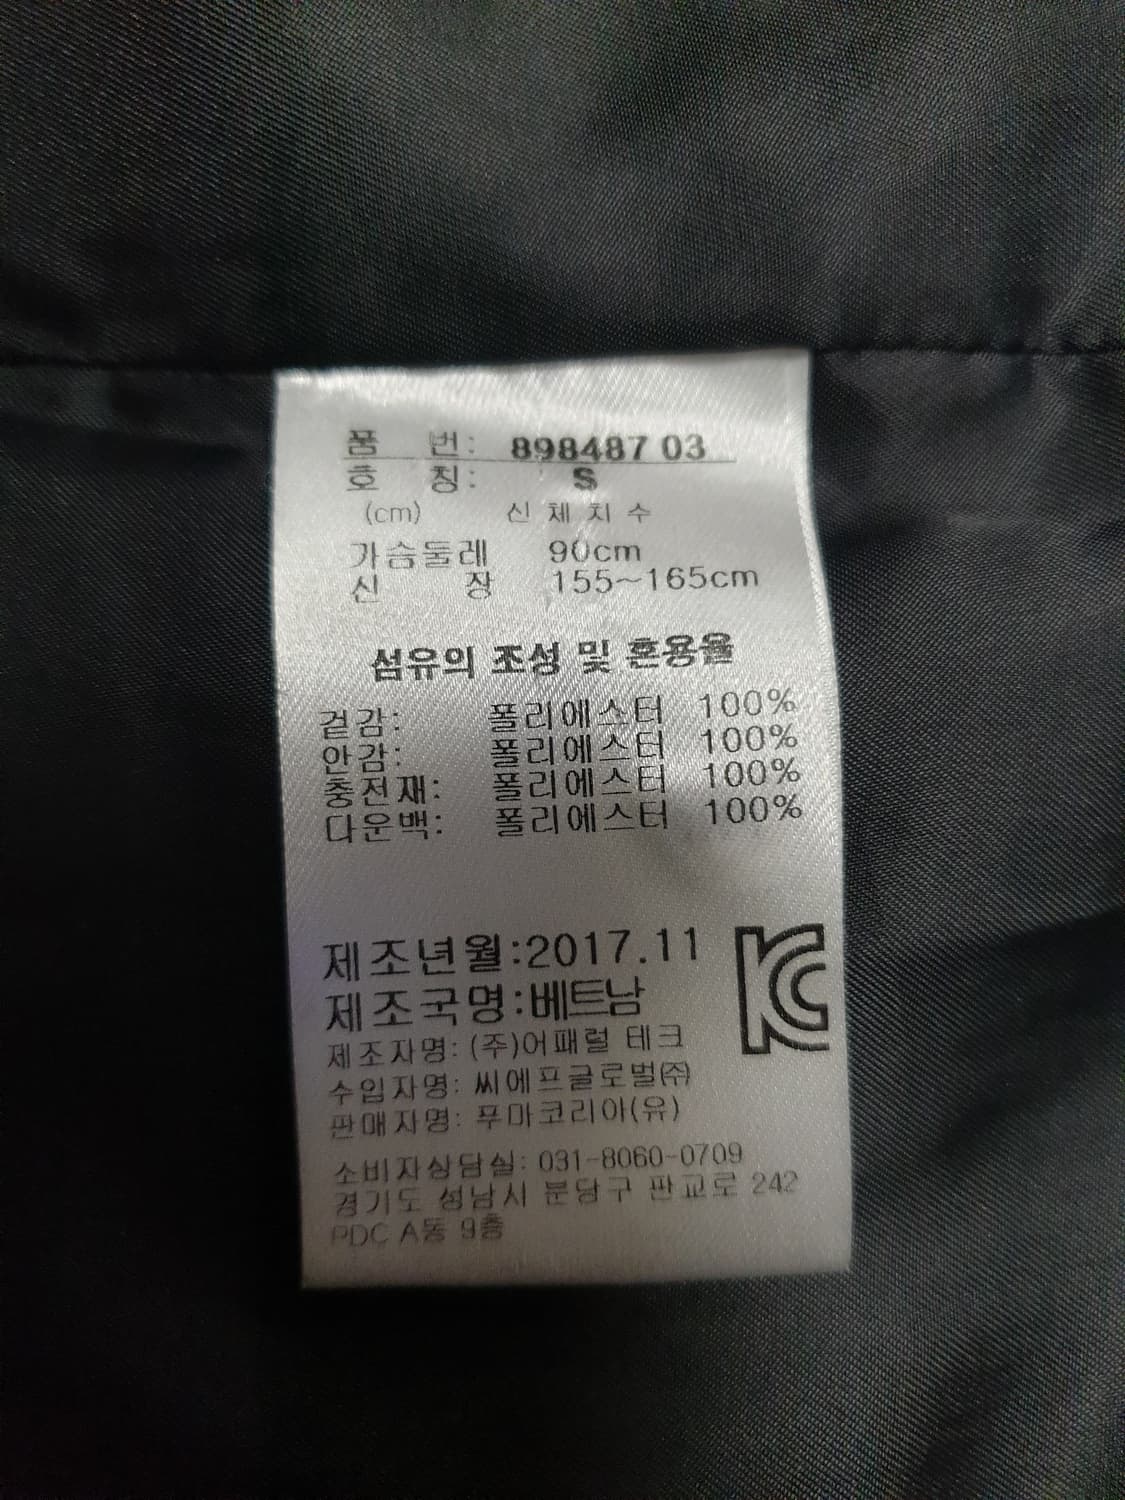 품 번: 898487 03
호 칭: S
(cm) 신 체 치 수
가슴둘레 90cm
신 장 155~165cm
섬유의 조성 및 혼용율
겉감: 폴리에스터 100%
안감: 폴리에스터 100%
충전재: 폴리에스터 100%
다운백: 폴리에스터 100%
제조년월:2017.11
제조국명:베트남
제조자명: (주)어패럴 테크
수입자명: 씨에프글로벌㈜
판매자명: 푸마코리아(유)
소비자상담실: 031-8060-0709
경기도 성남시 분당구 판교로 242
PDC A동 9층
KC